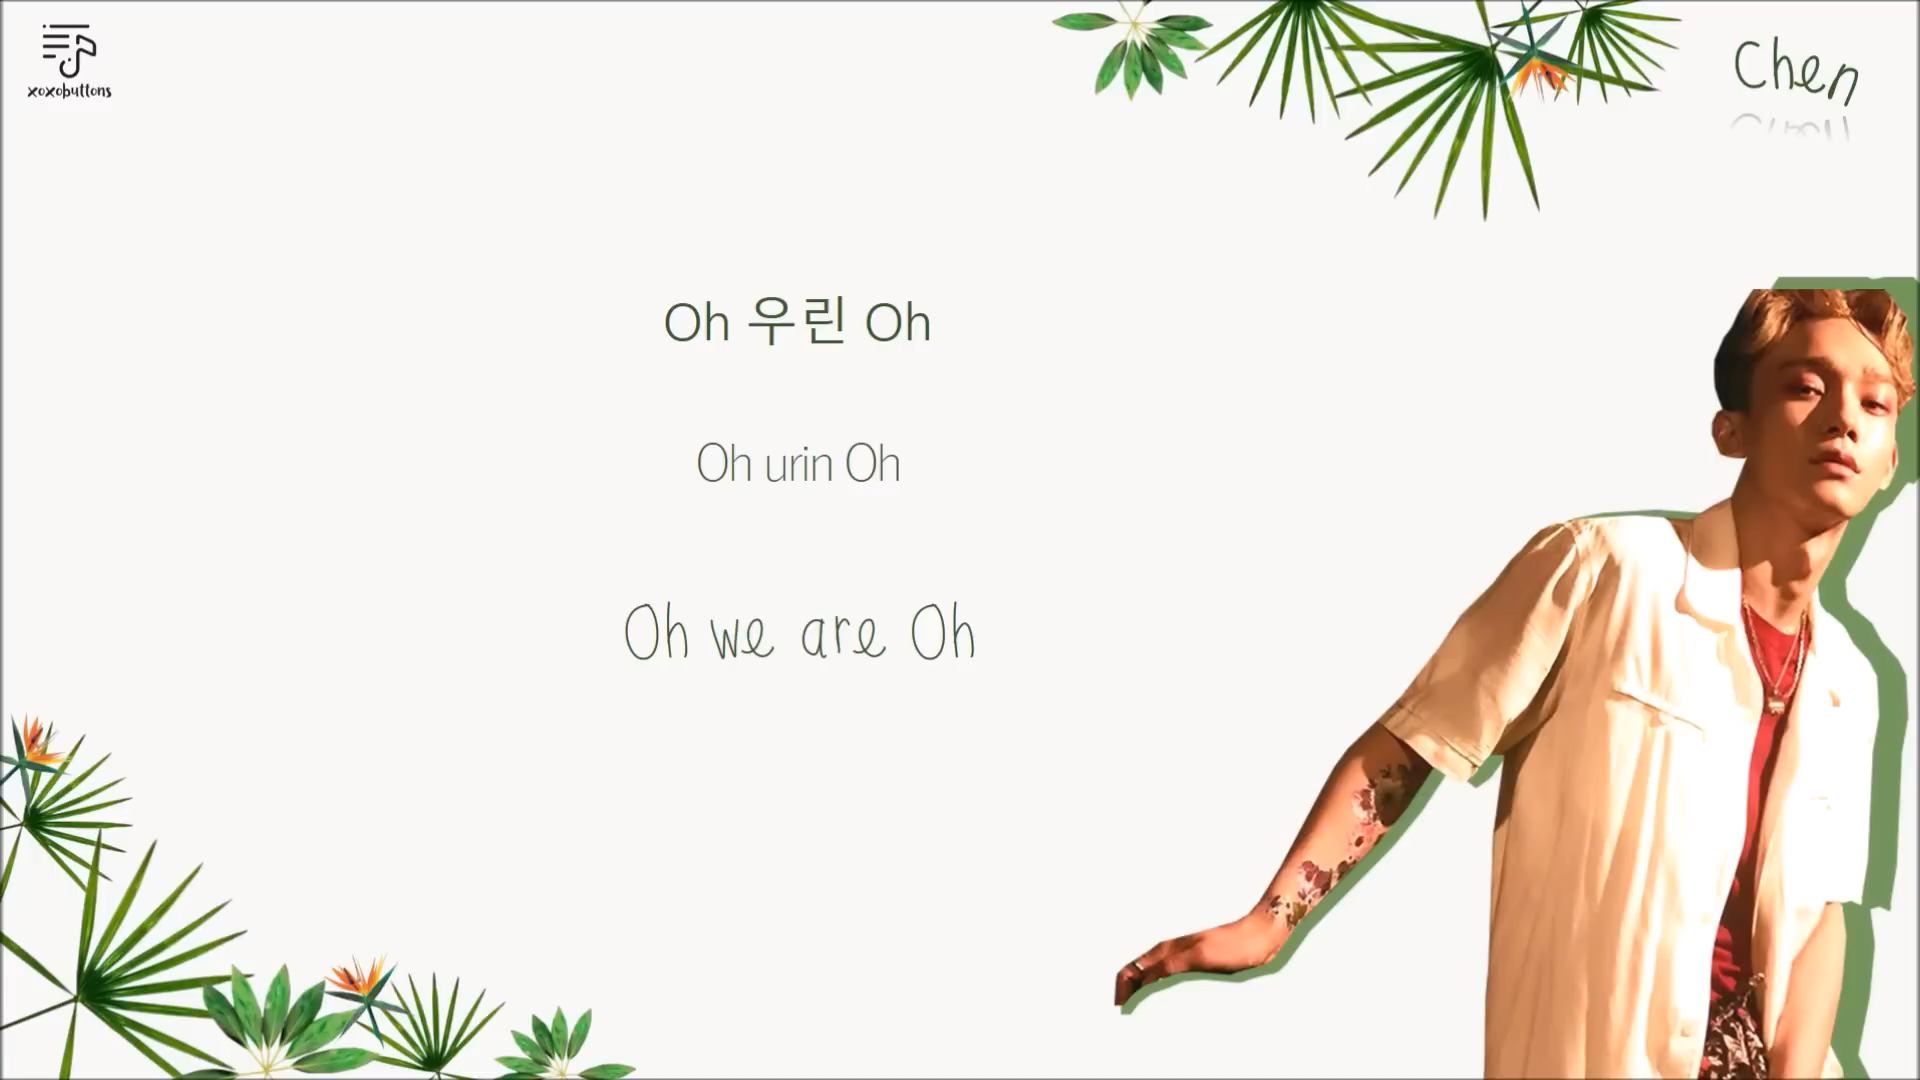 xoxobuttons
Chen
Oh 우린 Oh
Oh urin Oh
Oh we are Oh